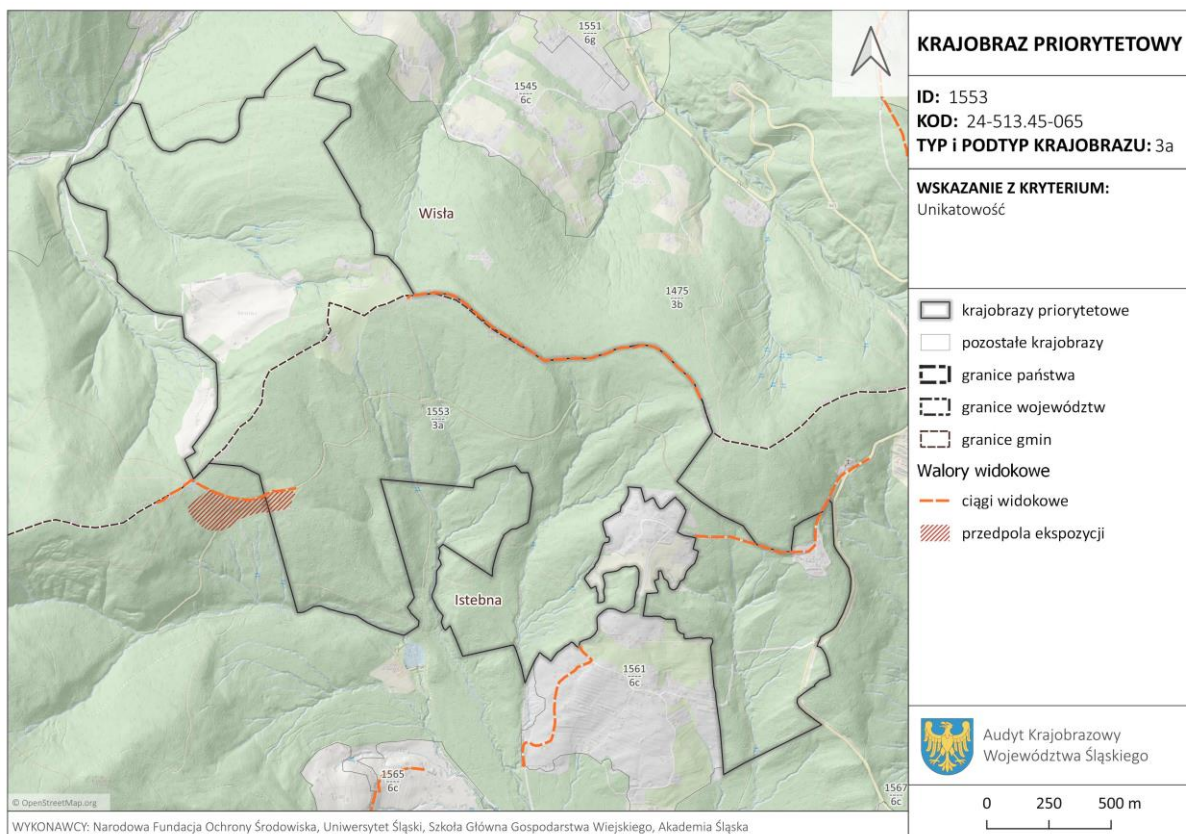 1551
6g
1545
6c
Wisła
1475
3b
1553
3a
Istebna
1561
6c
1565
6c
1567
6c
© OpenStreetMap.org
KRAJOBRAZ PRIORYTETOWY
ID: 1553
KOD: 24-513.45-065
TYP i PODTYP KRAJOBRAZU: 3a
WSKAZANIE Z KRYTERIUM:
Unikatowość
krajobrazy priorytetowe
pozostałe krajobrazy
granice państwa
granice województw
granice gmin
Walory widokowe
ciągi widokowe
przedpola ekspozycji
Audyt Krajobrazowy
Województwa Śląskiego
0 250 500 m
WYKONAWCY: Narodowa Fundacja Ochrony Środowiska, Uniwersytet Śląski, Szkoła Główna Gospodarstwa Wiejskiego, Akademia Śląska